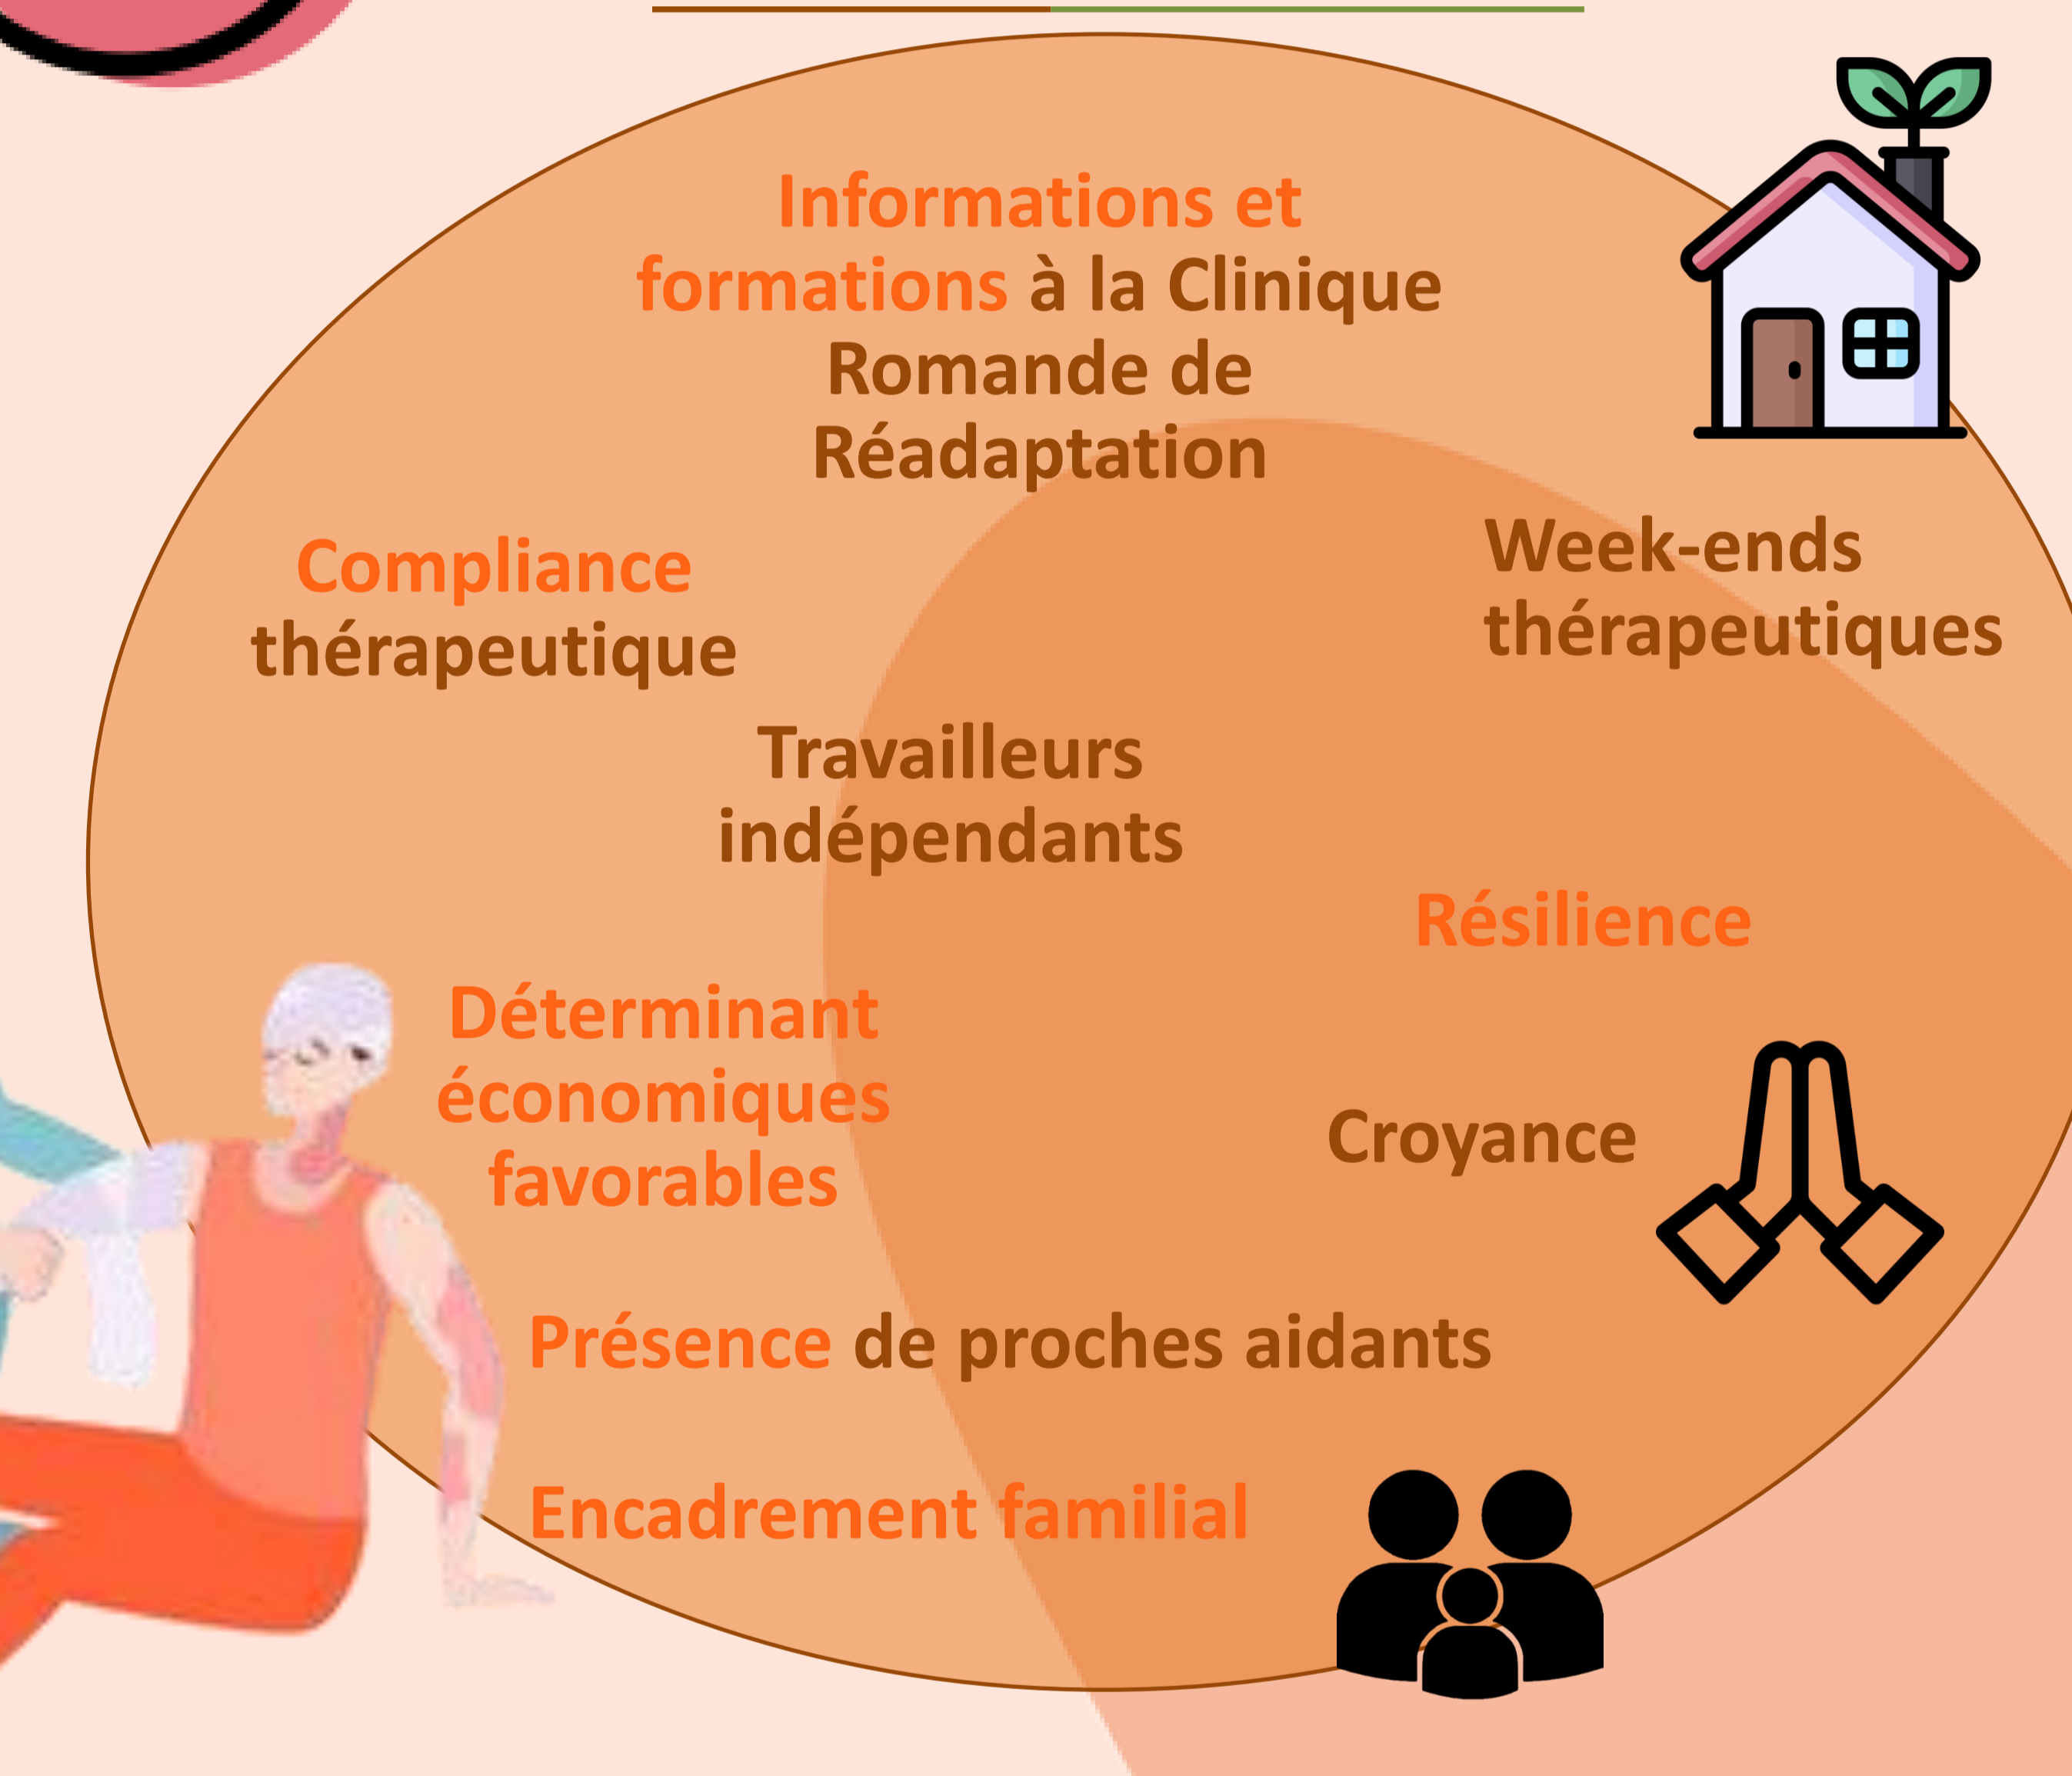 Informations et
formations à la Clinique
Romande de
Réadaptation
Compliance
thérapeutique
Week-ends
thérapeutiques
Travailleurs
indépendants
Résilience
Déterminant
économiques
favorables
Croyance
Présence de proches aidants
Encadrement familial